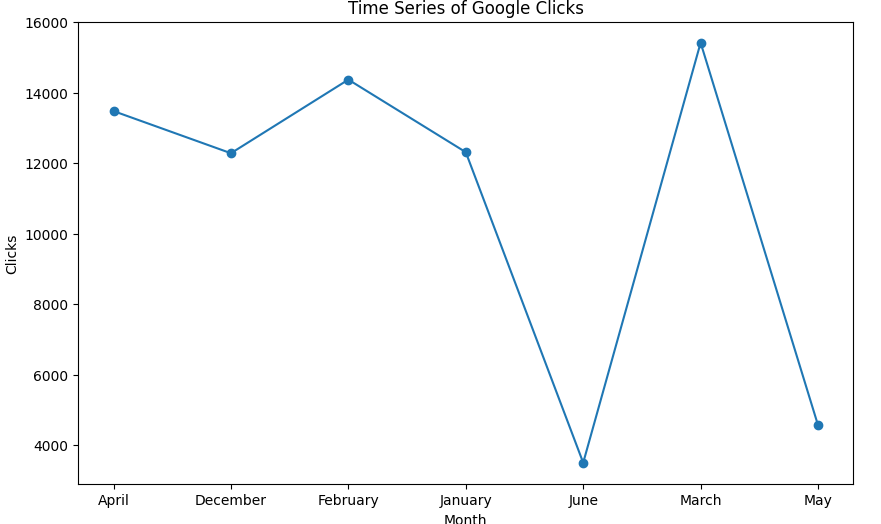 Time Series of Google Clicks
16000
14000
12000
10000
8000
6000
4000
Clicks
April December February January June March May
Month